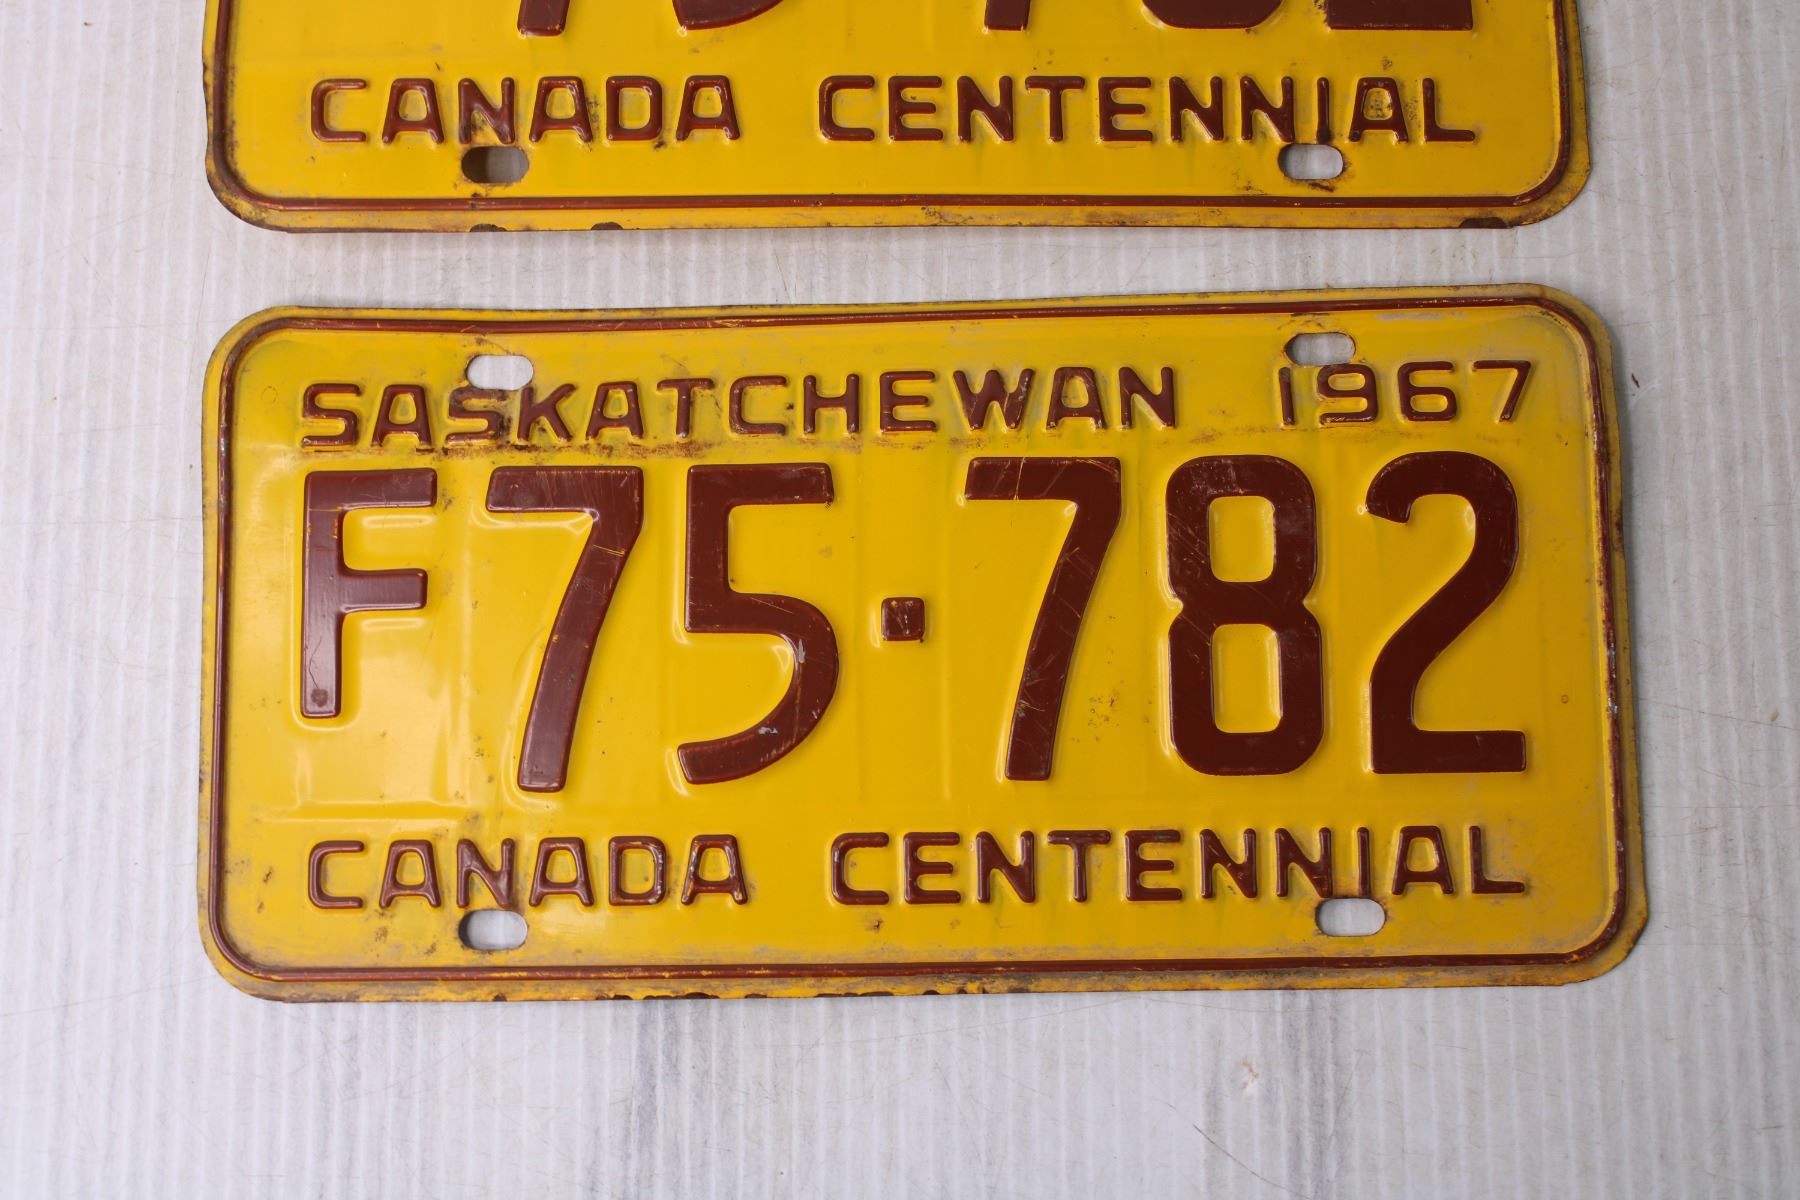 CANADA CENTENNIAL
SASKATCHEWAN 1967
F75·782
CANADA CENTENNIAL